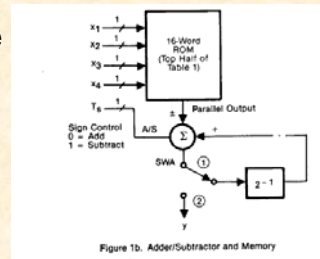 e
1
X1
16-Word
ROM
(Top Half of
Table 1)
1
X2
1
X3
1
X4
1
Ts
Parallel Output
±
Sign Control
0 = Add
1 = Subtract
A/S
Σ
+
SWA
①
2⁻¹
②
y
Figure 1b. Adder/Subtractor and Memory